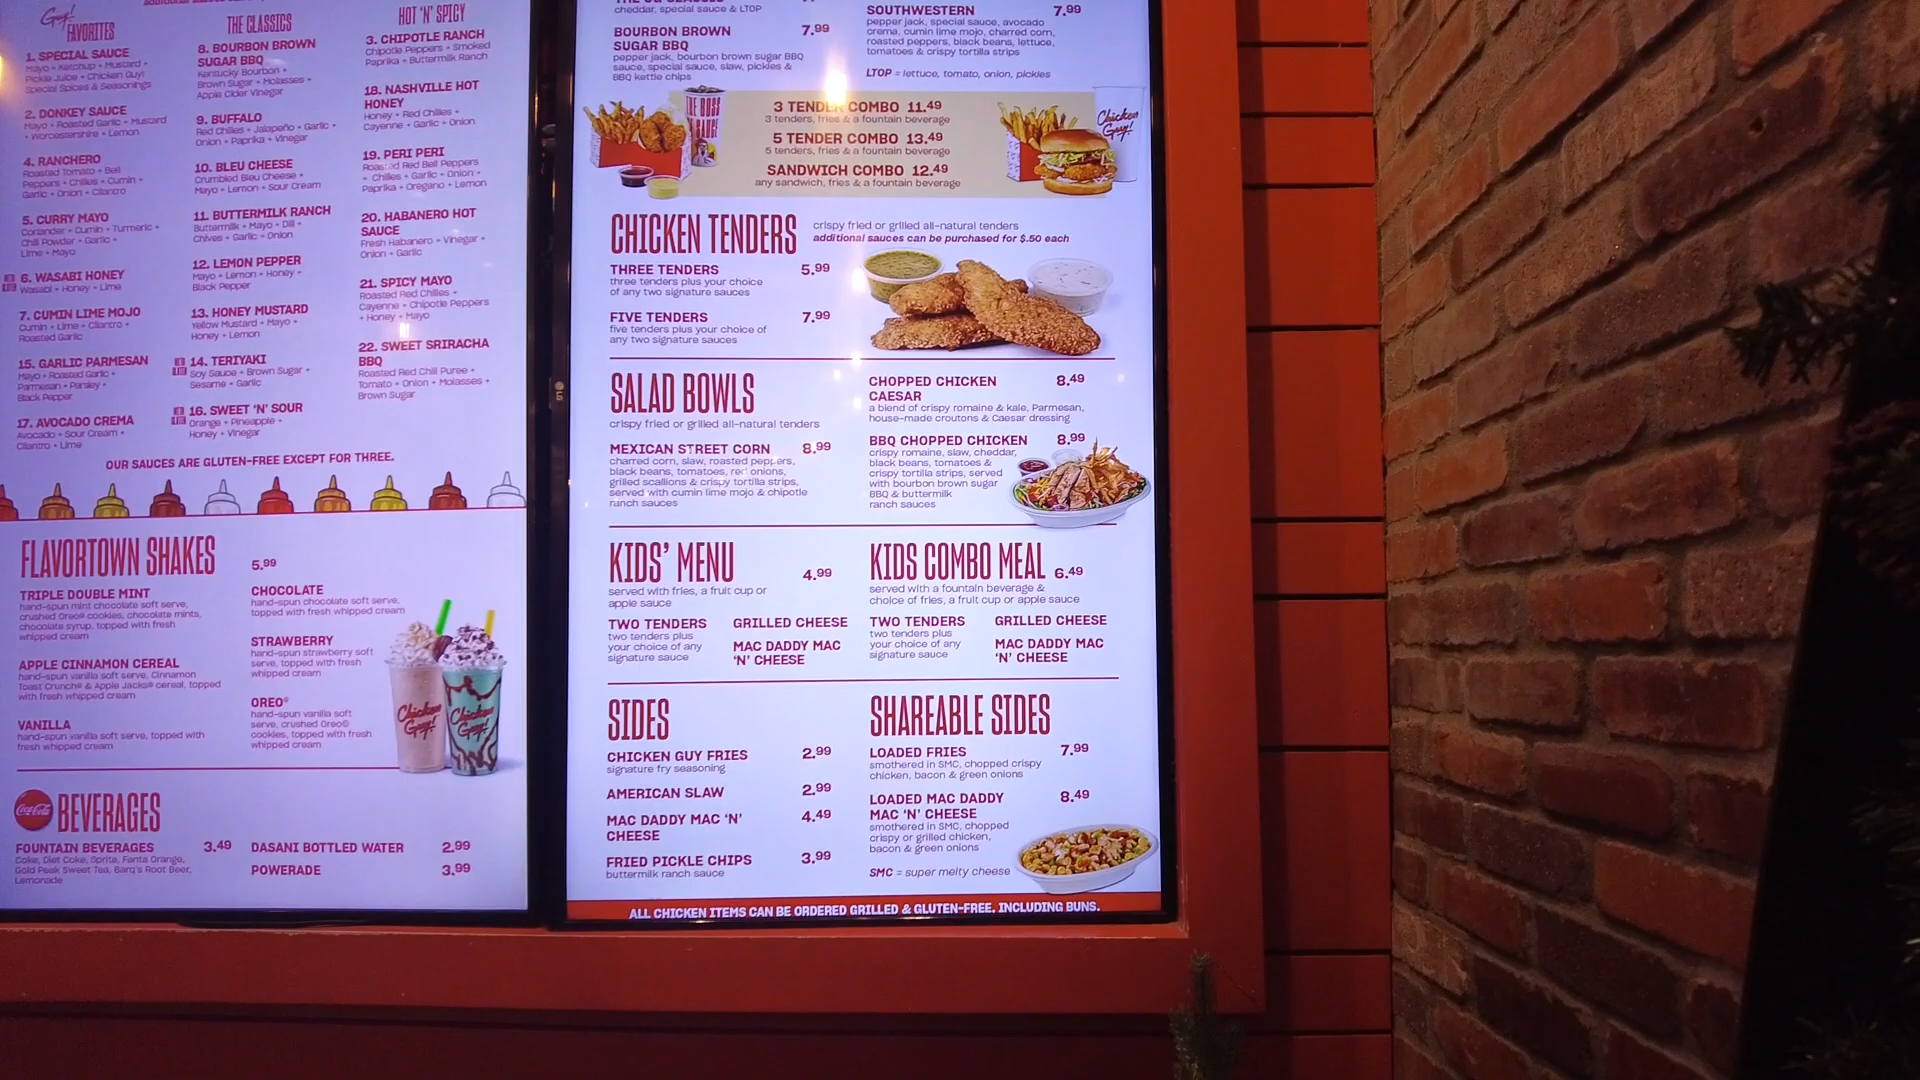 Guy!
FAVORITES
1. SPECIAL SAUCE
Mayo + Ketchup + Mustard +
Pickle Juice + Chicken Guy!
Special Spices & Seasonings
2. DONKEY SAUCE
Mayo + Roasted Garlic + Mustard
+ Worcestershire + Lemon
4. RANCHERO
Roasted Tomato + Bell
Peppers + Chilies + Cumin +
Garlic + Onion + Cilantro
5. CURRY MAYO
Coriander + Cumin + Turmeric +
Chili Powder + Garlic +
Lime + Mayo
6. WASABI HONEY
Wasabi + Honey + Lime
7. CUMIN LIME MOJO
Cumin + Lime + Cilantro +
Roasted Garlic
15. GARLIC PARMESAN
Mayo + Roasted Garlic +
Parmesan + Parsley +
Black Pepper
17. AVOCADO CREMA
Avocado + Sour Cream +
Cilantro + Lime
THE CLASSICS
8. BOURBON BROWN
SUGAR BBQ
Kentucky Bourbon +
Brown Sugar + Molasses +
Apple Cider Vinegar
9. BUFFALO
Red Chilies + Jalapeño + Garlic +
Onion + Paprika + Vinegar
10. BLEU CHEESE
Crumbled Bleu Cheese +
Mayo + Lemon + Sour Cream
11. BUTTERMILK RANCH
Buttermilk + Mayo + Dill +
Chives + Garlic + Onion
12. LEMON PEPPER
Mayo + Lemon + Honey +
Black Pepper
13. HONEY MUSTARD
Yellow Mustard + Mayo +
Honey + Lemon
14. TERIYAKI
Soy Sauce + Brown Sugar +
Sesame + Garlic
16. SWEET 'N' SOUR
Orange + Pineapple +
Honey + Vinegar
HOT 'N' SPICY
3. CHIPOTLE RANCH
Chipotle Peppers + Smoked
Paprika + Buttermilk Ranch
18. NASHVILLE HOT
HONEY
Honey + Red Chilies +
Cayenne + Garlic + Onion
19. PERI PERI
Roasted Red Bell Peppers
+ Chilies + Garlic + Onion +
Paprika + Oregano + Lemon
20. HABANERO HOT
SAUCE
Fresh Habanero + Vinegar +
Onion + Garlic
21. SPICY MAYO
Roasted Red Chilies +
Cayenne + Chipotle Peppers
+ Honey + Mayo
22. SWEET SRIRACHA
BBQ
Roasted Red Chili Puree +
Tomato + Onion + Molasses +
Brown Sugar
OUR SAUCES ARE GLUTEN-FREE EXCEPT FOR THREE.
FLAVORTOWN SHAKES 5.99
TRIPLE DOUBLE MINT
hand-spun mint chocolate soft serve,
crushed Oreo® cookies, chocolate mints,
chocolate syrup, topped with fresh
whipped cream
APPLE CINNAMON CEREAL
hand-spun vanilla soft serve, Cinnamon
Toast Crunch® & Apple Jacks® cereal, topped
with fresh whipped cream
VANILLA
hand-spun vanilla soft serve, topped with
fresh whipped cream
CHOCOLATE
hand-spun chocolate soft serve,
topped with fresh whipped cream
STRAWBERRY
hand-spun strawberry soft
serve, topped with fresh
whipped cream
OREO®
hand-spun vanilla soft
serve, crushed Oreo®
cookies, topped with fresh
whipped cream
Chicken Guy!
Chicken Guy!
Coca-Cola
BEVERAGES
FOUNTAIN BEVERAGES 3.49
Coke, Diet Coke, Sprite, Fanta Orange,
Gold Peak Sweet Tea, Barq's Root Beer,
Lemonade
DASANI BOTTLED WATER 2.99
POWERADE 3.99
LG
cheddar, special sauce & LTOP
BOURBON BROWN 7.99
SUGAR BBQ
pepper jack, bourbon brown sugar BBQ
sauce, special sauce, slaw, pickles &
BBQ kettle chips
SOUTHWESTERN 7.99
pepper jack, special sauce, avocado
crema, cumin lime mojo, charred corn,
roasted peppers, black beans, lettuce,
tomatoes & crispy tortilla strips
LTOP = lettuce, tomato, onion, pickles
THE BOSS
SAUCE
3 TENDER COMBO 11.49
3 tenders, fries & a fountain beverage
5 TENDER COMBO 13.49
5 tenders, fries & a fountain beverage
SANDWICH COMBO 12.49
any sandwich, fries & a fountain beverage
Chicken Guy!
CHICKEN TENDERS
crispy fried or grilled all-natural tenders
additional sauces can be purchased for $.50 each
THREE TENDERS 5.99
three tenders plus your choice
of any two signature sauces
FIVE TENDERS 7.99
five tenders plus your choice of
any two signature sauces
SALAD BOWLS
crispy fried or grilled all-natural tenders
MEXICAN STREET CORN 8.99
charred corn, slaw, roasted peppers,
black beans, tomatoes, red onions,
grilled scallions & crispy tortilla strips,
served with cumin lime mojo & chipotle
ranch sauces
CHOPPED CHICKEN 8.49
CAESAR
a blend of crispy romaine & kale, Parmesan,
house-made croutons & Caesar dressing
BBQ CHOPPED CHICKEN 8.99
crispy romaine, slaw, cheddar,
black beans, tomatoes &
crispy tortilla strips, served
with bourbon brown sugar
BBQ & buttermilk
ranch sauces
KIDS' MENU 4.99
served with fries, a fruit cup or
apple sauce
TWO TENDERS
two tenders plus
your choice of any
signature sauce
GRILLED CHEESE
MAC DADDY MAC
'N' CHEESE
KIDS COMBO MEAL 6.49
served with a fountain beverage &
choice of fries, a fruit cup or apple sauce
TWO TENDERS
two tenders plus
your choice of any
signature sauce
GRILLED CHEESE
MAC DADDY MAC
'N' CHEESE
SIDES
CHICKEN GUY FRIES 2.99
signature fry seasoning
AMERICAN SLAW 2.99
MAC DADDY MAC 'N' 4.49
CHEESE
FRIED PICKLE CHIPS 3.99
buttermilk ranch sauce
SHAREABLE SIDES
LOADED FRIES 7.99
smothered in SMC, chopped crispy
chicken, bacon & green onions
LOADED MAC DADDY 8.49
MAC 'N' CHEESE
smothered in SMC, chopped
crispy or grilled chicken,
bacon & green onions
SMC = super melty cheese
ALL CHICKEN ITEMS CAN BE ORDERED GRILLED & GLUTEN-FREE, INCLUDING BUNS.